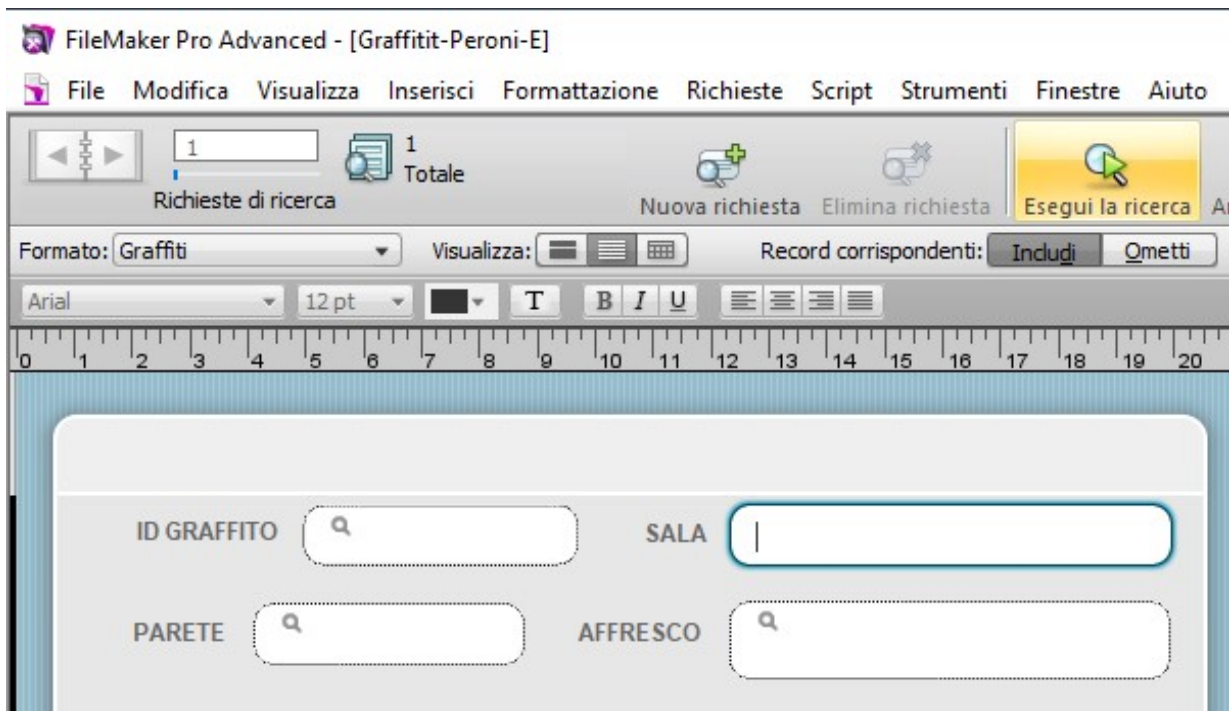 FileMaker Pro Advanced - [Graffitit-Peroni-E]
File Modifica Visualizza Inserisci Formattazione Richieste Script Strumenti Finestre Aiuto
1
1
Totale
Richieste di ricerca
Nuova richiesta
Elimina richiesta
Esegui la ricerca
Formato: Graffiti
Visualizza:
Record corrispondenti: Includi Ometti
Arial 12 pt T B I U
0 1 2 3 4 5 6 7 8 9 10 11 12 13 14 15 16 17 18 19 20
ID GRAFFITO
SALA
PARETE
AFFRESCO